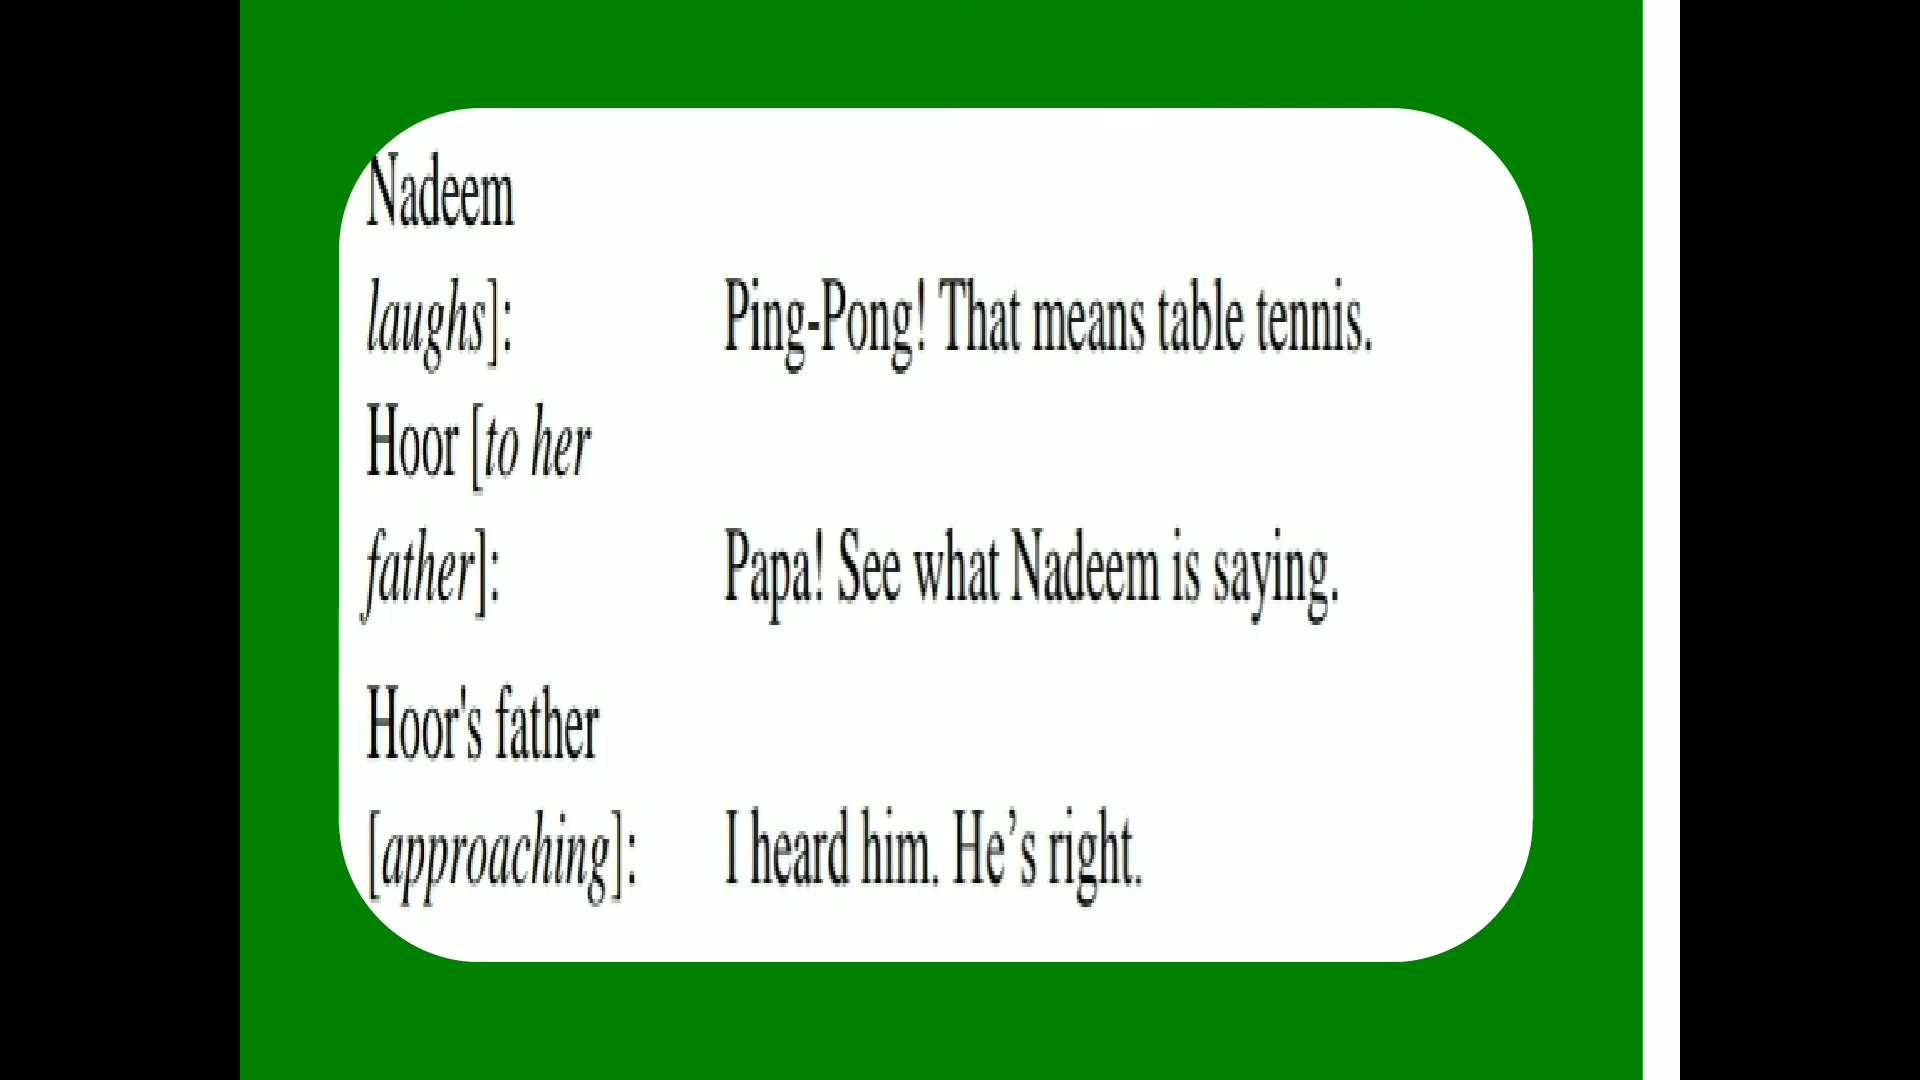 Nadeem
laughs]: Ping-Pong! That means table tennis.
Hoor [to her
father]: Papa! See what Nadeem is saying.
Hoor's father
[approaching]: I heard him. He’s right.